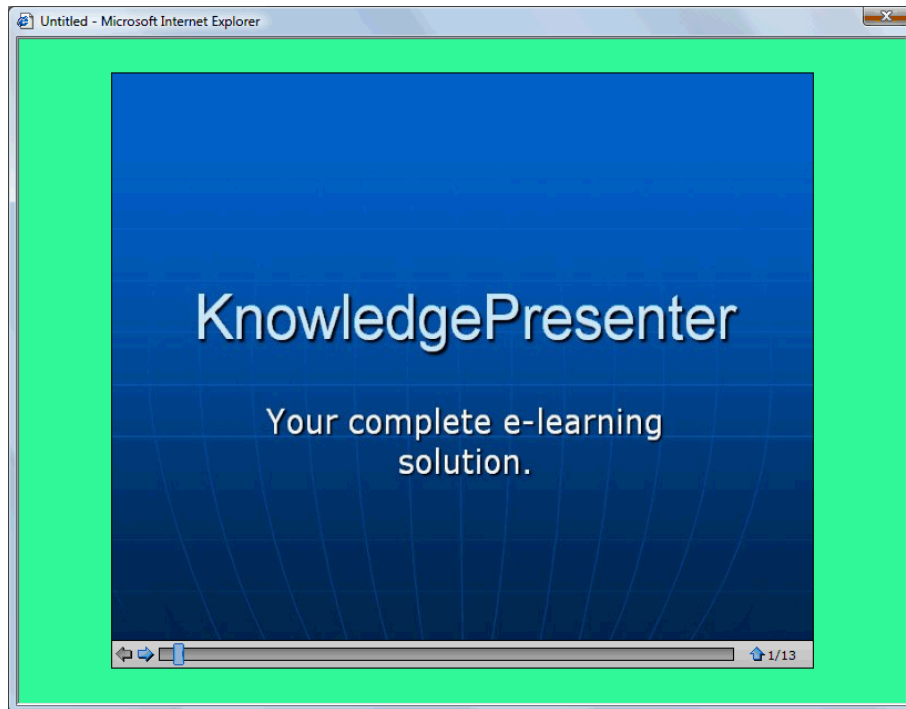 Untitled - Microsoft Internet Explorer
KnowledgePresenter
Your complete e-learning
solution.
1/13